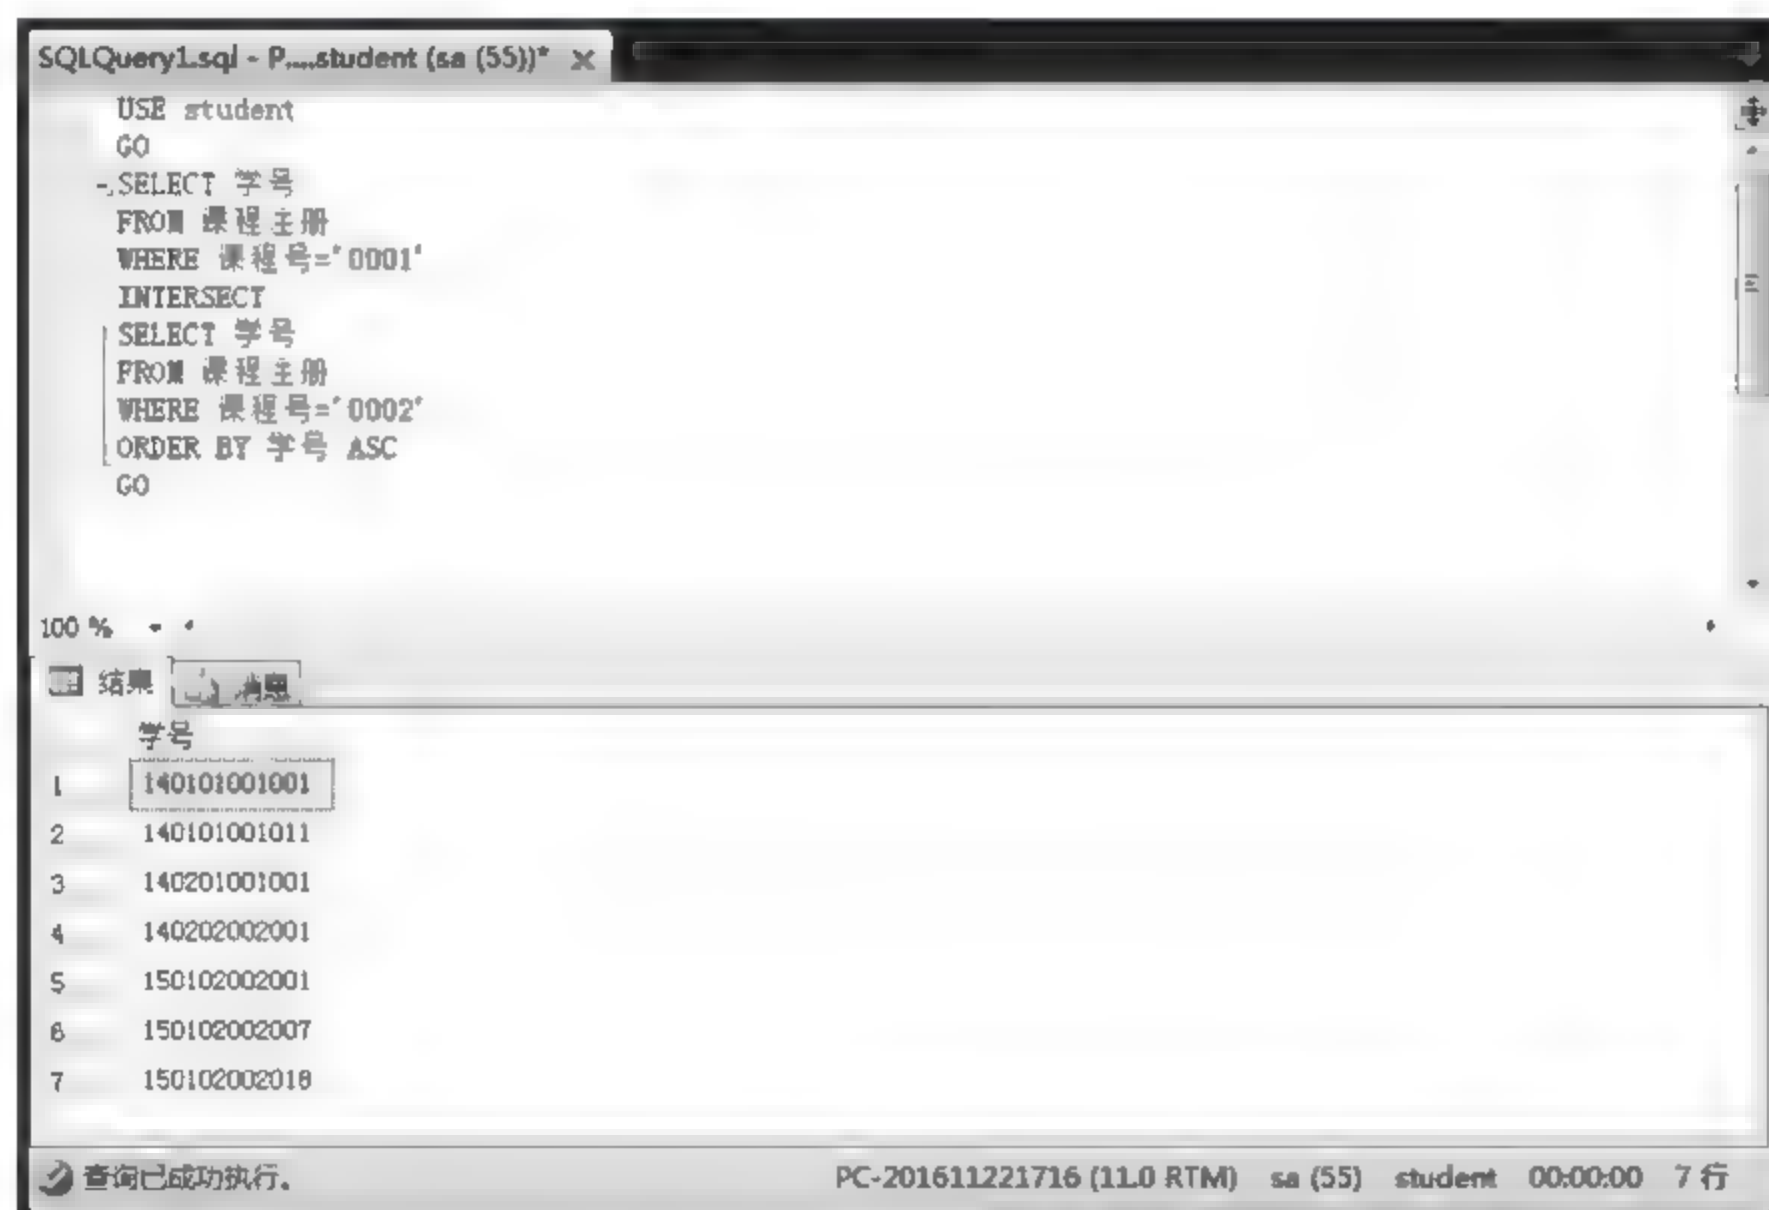 SQLQuery1.sql - P....student (sa (55))*
USE student
GO
SELECT 学号
FROM 课程注册
WHERE 课程号='0001'
INTERSECT
SELECT 学号
FROM 课程注册
WHERE 课程号='0002'
ORDER BY 学号 ASC
GO
100 %
结果 消息
学号
1 140101001001
2 140101001011
3 140201001001
4 140202002001
5 150102002001
6 150102002007
7 150102002018
查询已成功执行。 PC-201611221716 (11.0 RTM) sa (55) student 00:00:00 7 行